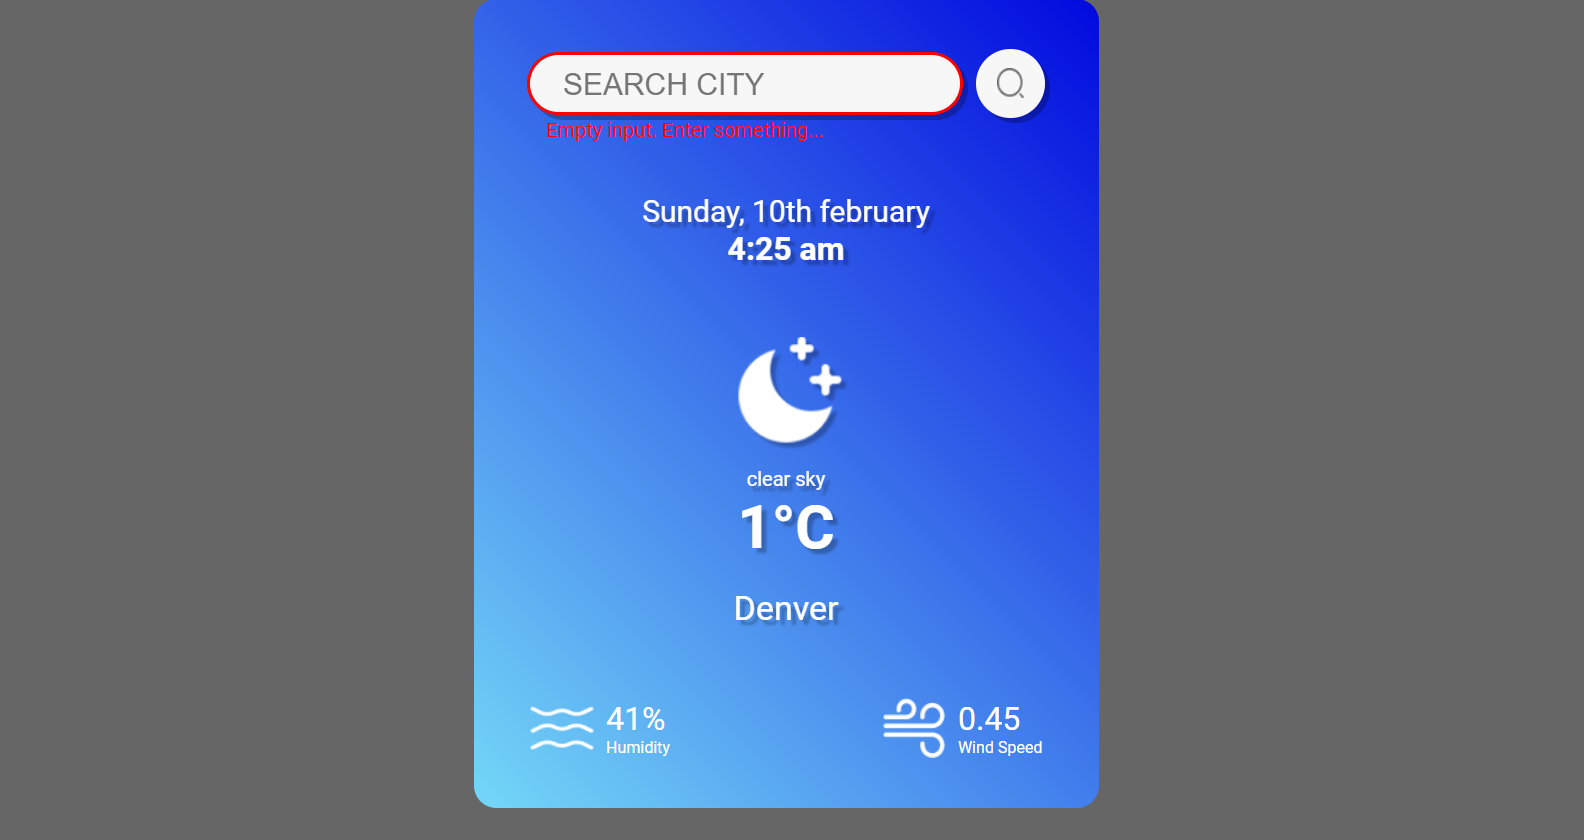 SEARCH CITY
Empty input. Enter something...
Sunday, 10th february
4:25 am
clear sky
1°C
Denver
41%
Humidity
0.45
Wind Speed